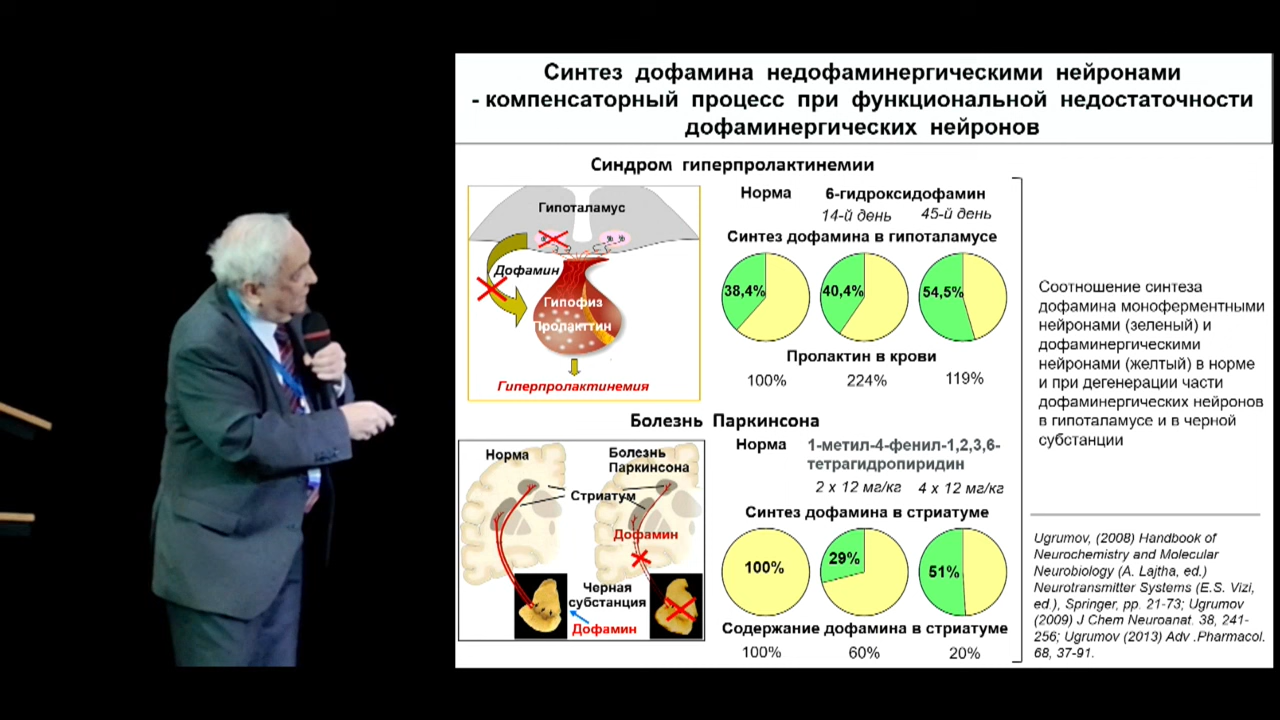 Синтез дофамина недофаминергическими нейронами
- компенсаторный процесс при функциональной недостаточности
дофаминергических нейронов
Синдром гиперпролактинемии
Гипоталамус
Дофамин
Гипофиз
Пролакттин
Гиперпролактинемия
Норма 6-гидроксидофамин
14-й день 45-й день
Синтез дофамина в гипоталамусе
38,4% 40,4% 54,5%
Пролактин в крови
100% 224% 119%
Болезнь Паркинсона
Норма
Болезнь
Паркинсона
Стриатум
Дофамин
Черная
субстанция
Дофамин
Норма 1-метил-4-фенил-1,2,3,6-
тетрагидропиридин
2 х 12 мг/кг 4 х 12 мг/кг
Синтез дофамина в стриатуме
100% 29% 51%
Содержание дофамина в стриатуме
100% 60% 20%
Соотношение синтеза
дофамина моноферментными
нейронами (зеленый) и
дофаминергическими
нейронами (желтый) в норме
и при дегенерации части
дофаминергических нейронов
в гипоталамусе и в черной
субстанции
Ugrumov, (2008) Handbook of
Neurochemistry and Molecular
Neurobiology (A. Lajtha, ed.)
Neurotransmitter Systems (E.S. Vizi,
ed.), Springer, pp. 21-73; Ugrumov
(2009) J Chem Neuroanat. 38, 241-
256; Ugrumov (2013) Adv .Pharmacol.
68, 37-91.